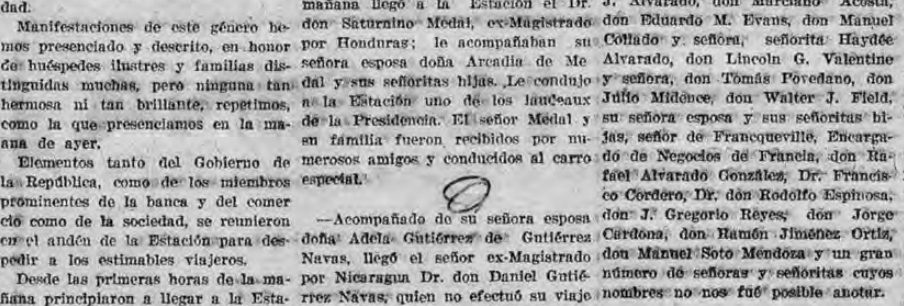 dad.
Manifestaciones de este género he-
mos presenciado y descrito, en honor
de huéspedes ilustres y familias dis-
tinguidas muchas, pero ninguna tan
hermosa ni tan brillante, repetimos,
como la que presenciamos en la ma-
ana de ayer.
Elementos tanto del Gobierno de
la República, como de los miembros
prominentes de la banca y del comer
cio como de la sociedad, se reunieron
en el andén de la Estación para des-
pedir a los estimables viajeros.
Desde las primeras horas de la ma-
ñana principiaron a llegar a la Esta-
mañana llegó a la Estación el Dr.
don Saturnino Medal, ex-Magistrado
por Honduras; le acompañaban su
señora esposa doña Arcadia de Me
dal y sus señoritas hijas. Le condujo
a la Estación uno de los laudeaux
de la Presidencia. El señor Medal y
su familia fueron recibidos por nu-
merosos amigos y conducidos al carro
especial.
—Acompañado de su señora esposa
doña Adela Gutiérrez de Gutiérrez
Navas, llegó el señor ex-Magistrado
por Nicaragua Dr. don Daniel Gutié-
rrez Navas, quien no efectuó su viaje
J. Alvarado, don Marciano Acosta,
don Eduardo M. Evans, don Manuel
Collado y señora, señorita Haydée
Alvarado, don Lincoln G. Valentine
y señora, don Tomás Povedano, don
Julio Midence, don Walter J. Field,
su señora esposa y sus señoritas hi-
jas, señor de Francqueville, Encarga-
do de Negocios de Francia, don Ra-
fael Alvarado González, Dr. Francis-
co Cordero, Dr. don Rodolfo Espinosa,
don J. Gregorio Reyes, don Jorge
Cardona, don Ramón Jiménez Ortiz,
don Manuel Soto Mendoza y un gran
número de señoras y señoritas cuyos
nombres no nos fué posible anotar.